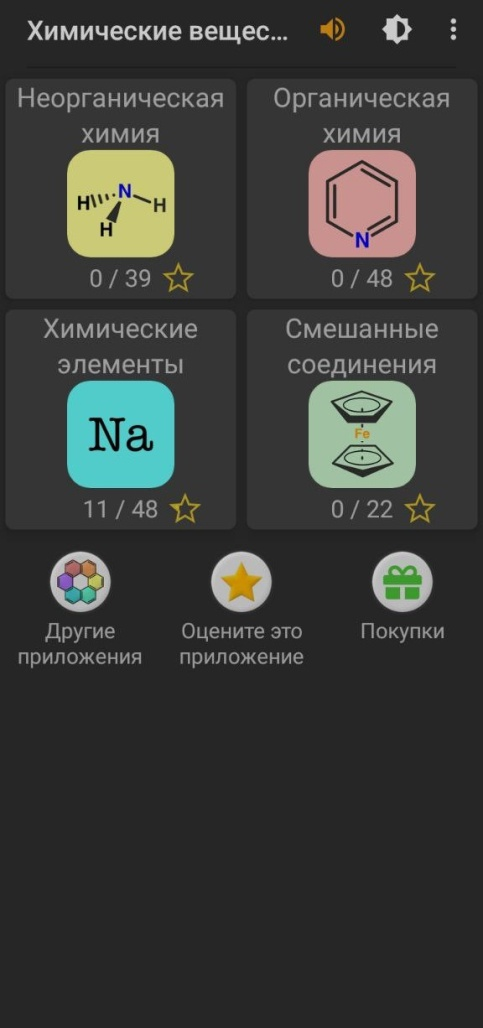 Химические вещес...
Неорганическая
химия
H
N
H
H
0 / 39
Органическая
химия
N
0 / 48
Химические
элементы
Na
11 / 48
Смешанные
соединения
Fe
0 / 22
Другие
приложения
Оцените это
приложение
Покупки